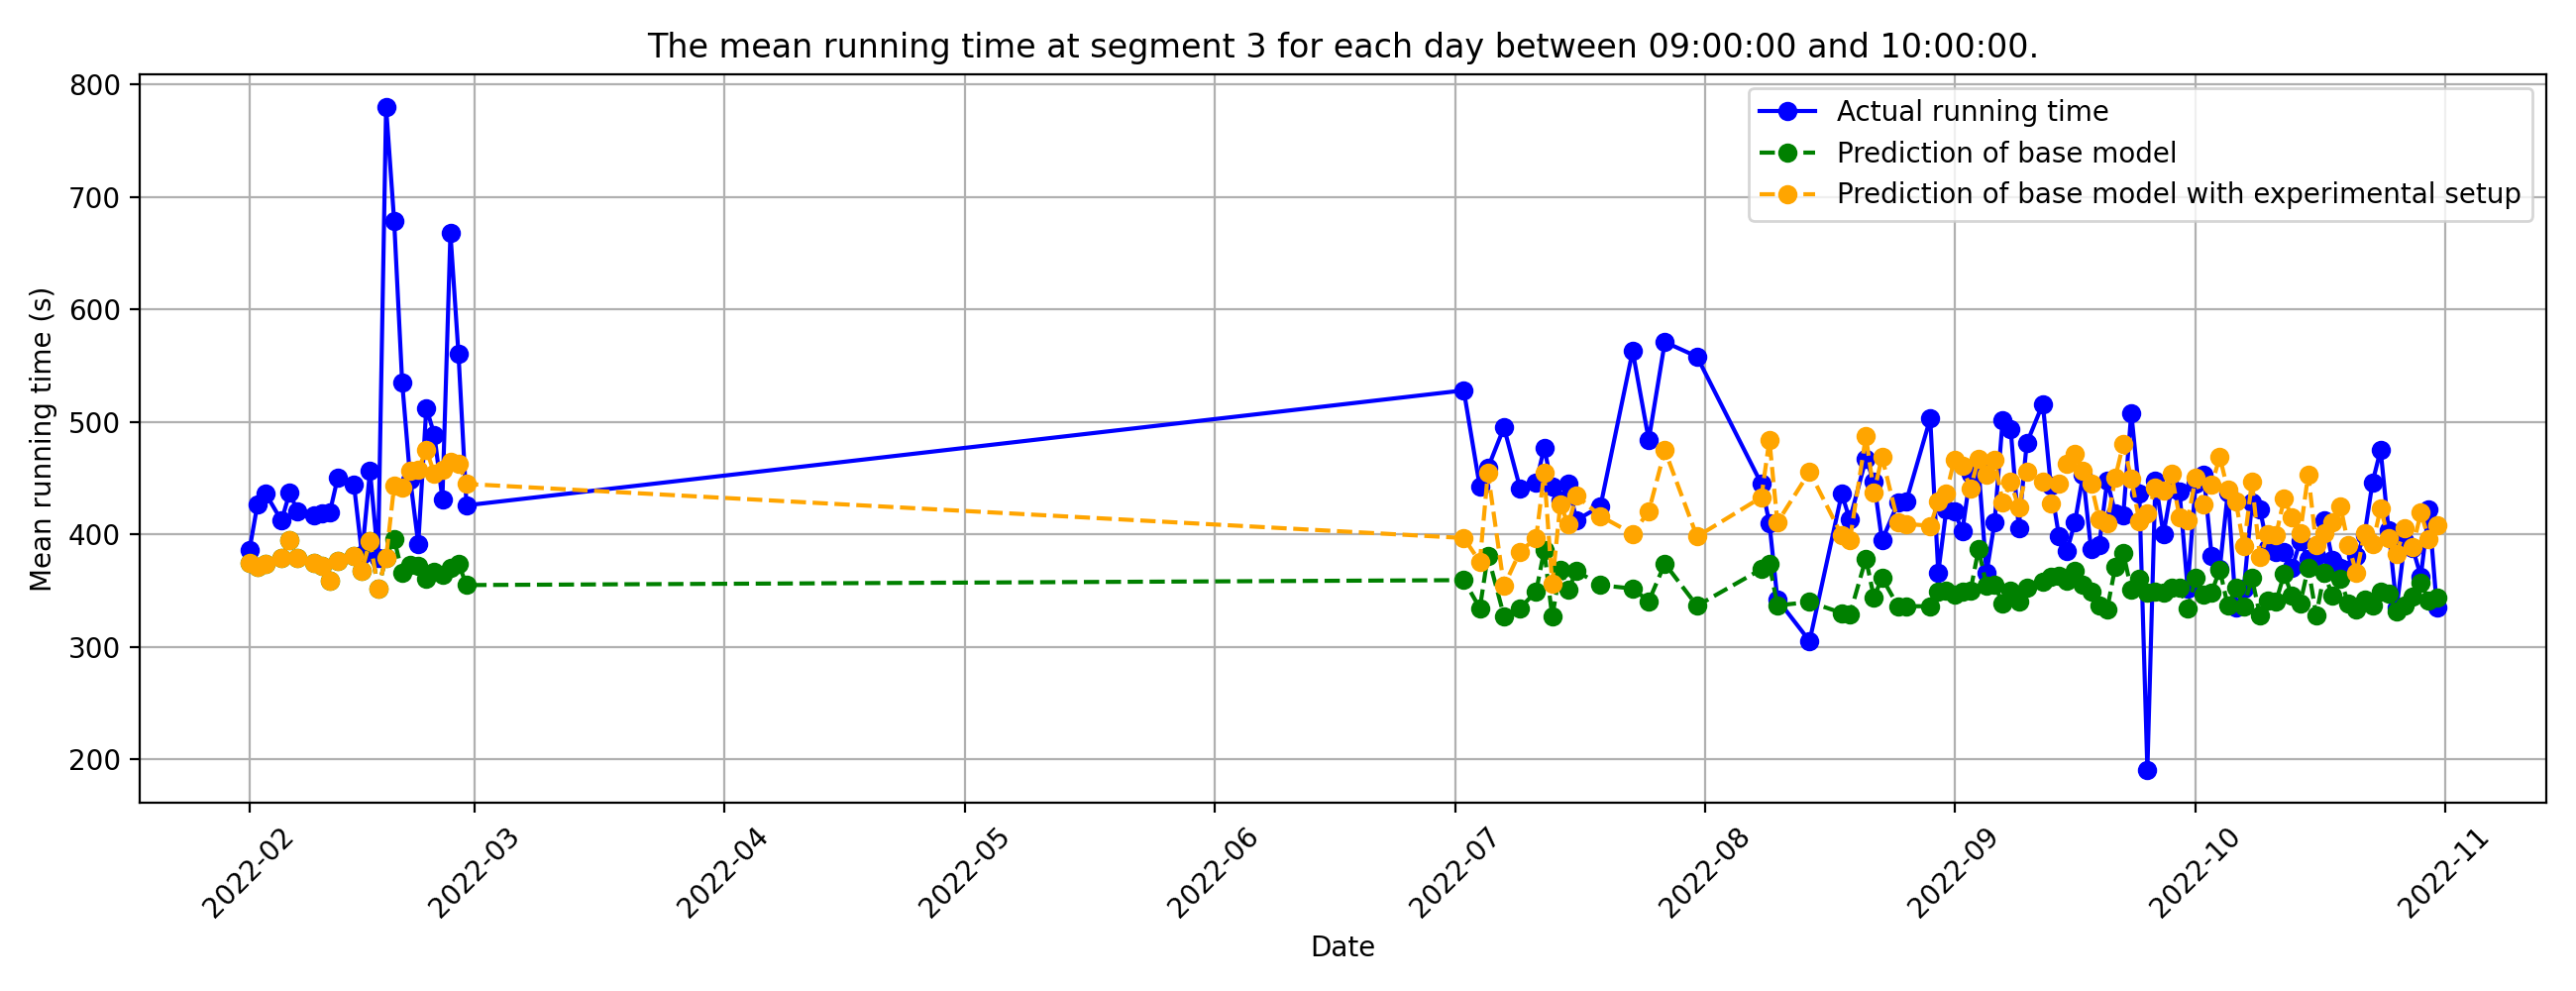 The mean running time at segment 3 for each day between 09:00:00 and 10:00:00.
Mean running time (s)
800
700
600
500
400
300
200
Actual running time
Prediction of base model
Prediction of base model with experimental setup
2022-02
2022-03
2022-04
2022-05
2022-06
2022-07
2022-08
2022-09
2022-10
2022-11
Date